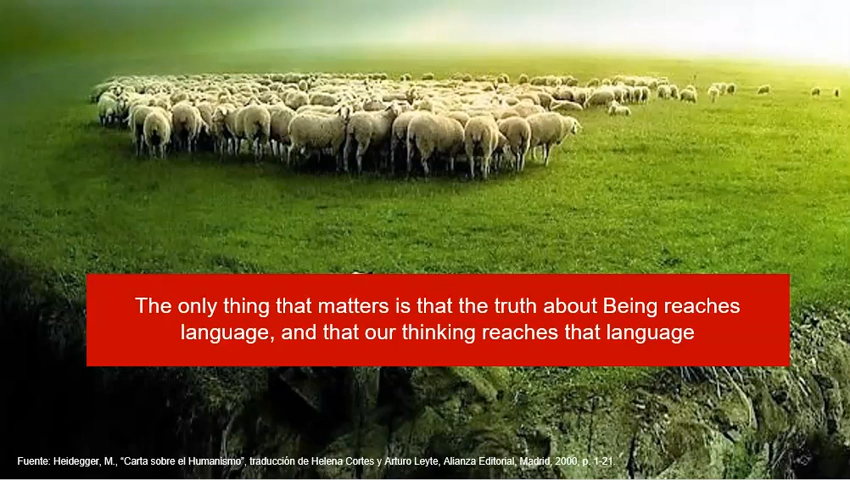 The only thing that matters is that the truth about Being reaches
language, and that our thinking reaches that language
Fuente: Heidegger, M., “Carta sobre el Humanismo”, traducción de Helena Cortes y Arturo Leyte, Alianza Editorial, Madrid, 2000, p. 1-21.